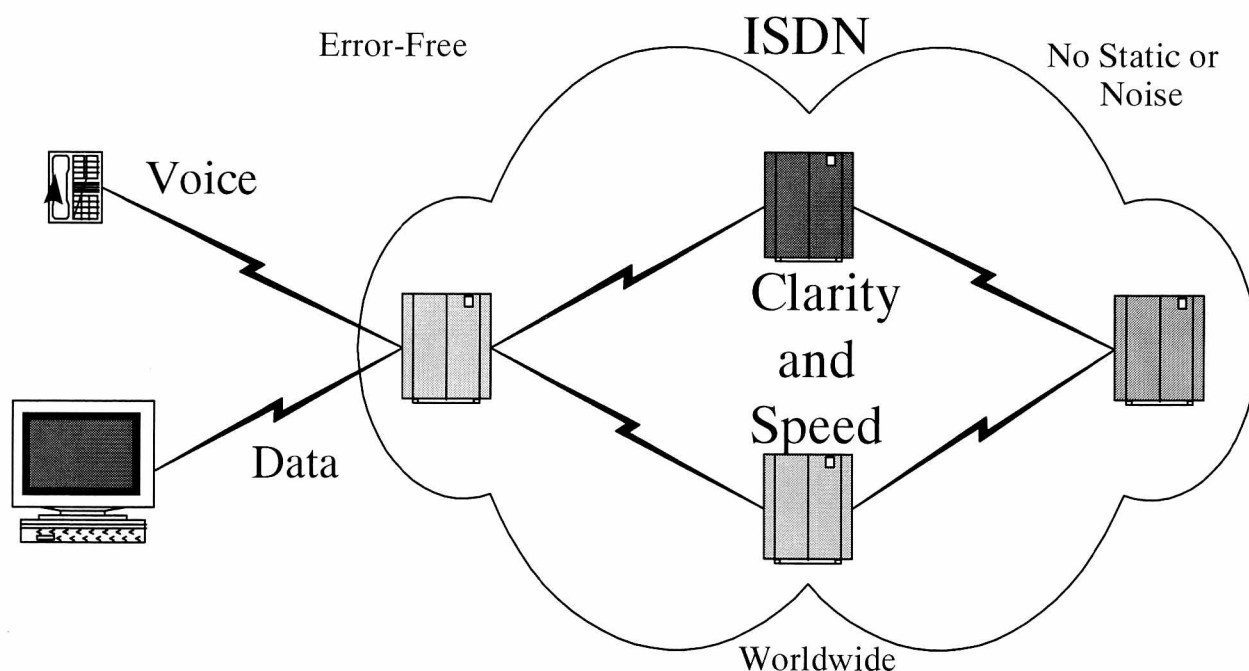 Error-Free
ISDN
No Static or
Noise
Voice
Clarity
and
Speed
Data
Worldwide